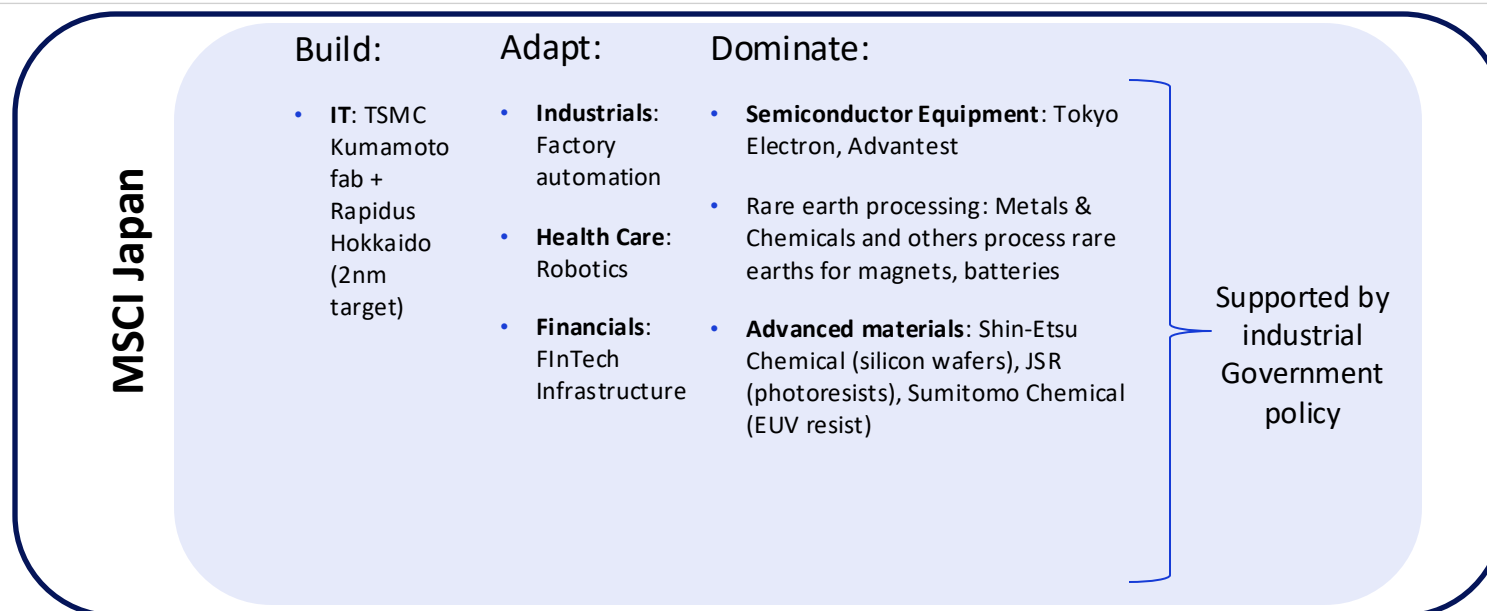 MSCI Japan
Build:
• IT: TSMC
Kumamoto
fab +
Rapidus
Hokkaido
(2nm
target)
Adapt:
• Industrials:
Factory
automation
• Health Care:
Robotics
• Financials:
FInTech
Infrastructure
Dominate:
• Semiconductor Equipment: Tokyo
Electron, Advantest
• Rare earth processing: Metals &
Chemicals and others process rare
earths for magnets, batteries
• Advanced materials: Shin-Etsu
Chemical (silicon wafers), JSR
(photoresists), Sumitomo Chemical
(EUV resist)
Supported by
industrial
Government
policy